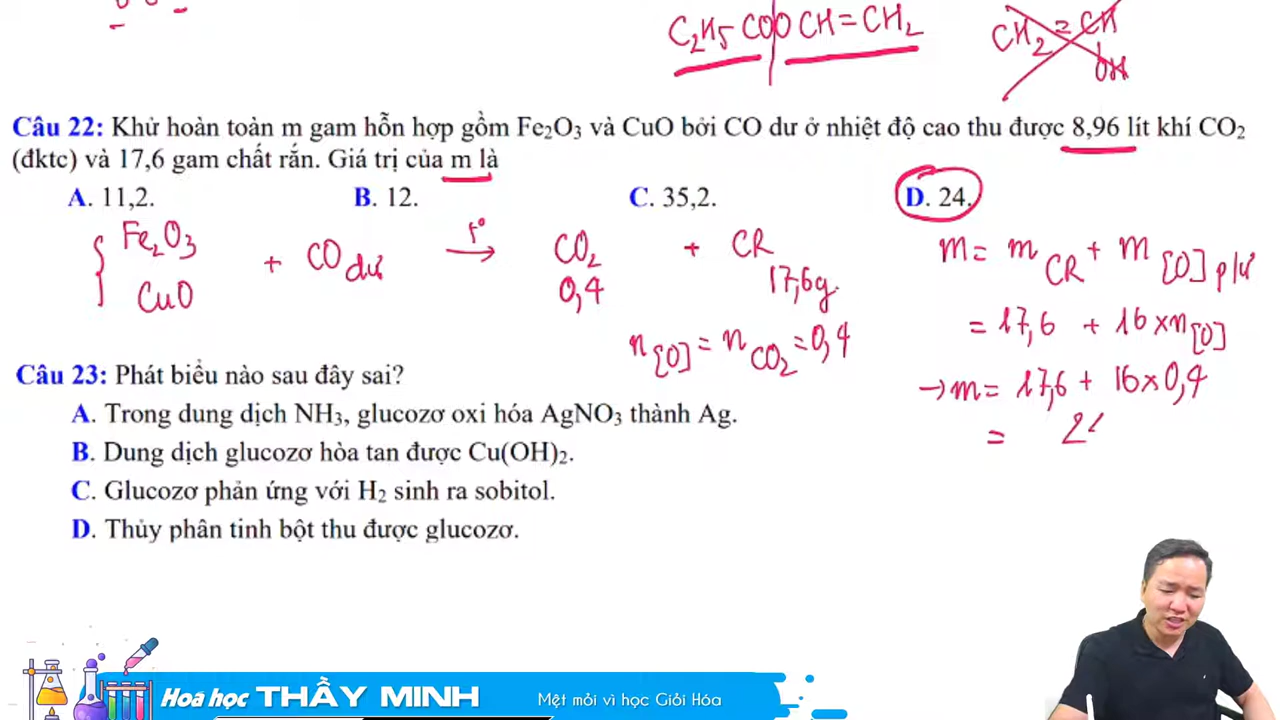 C₂H₅COOCH=CH₂
CH₂=CH
OH
Câu 22: Khử hoàn toàn m gam hỗn hợp gồm Fe₂O₃ và CuO bởi CO dư ở nhiệt độ cao thu được 8,96 lít khí CO₂
(đktc) và 17,6 gam chất rắn. Giá trị của m là
A. 11,2. B. 12. C. 35,2. D. 24.
{ Fe₂O₃ CuO + CO dư t° → CO₂ + CR
0,4 17,6g
n[O] = nCO₂ = 0,4
m = mCR + m[O] p/ư
= 17,6 + 16×n[O]
→ m = 17,6 + 16×0,4
= 24
Câu 23: Phát biểu nào sau đây sai?
A. Trong dung dịch NH₃, glucozơ oxi hóa AgNO₃ thành Ag.
B. Dung dịch glucozơ hòa tan được Cu(OH)₂.
C. Glucozơ phản ứng với H₂ sinh ra sobitol.
D. Thủy phân tinh bột thu được glucozơ.
Hoá học THẦY MINH Mệt mỏi vì học Giỏi Hóa